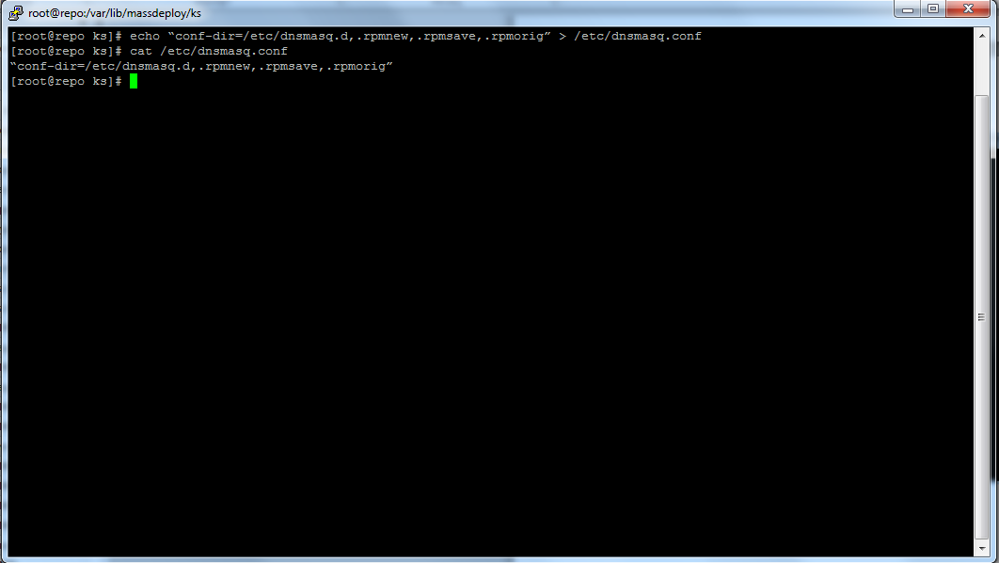 root@repo:/var/lib/massdeploy/ks
[root@repo ks]# echo “conf-dir=/etc/dnsmasq.d,.rpmnew,.rpmsave,.rpmorig” > /etc/dnsmasq.conf
[root@repo ks]# cat /etc/dnsmasq.conf
“conf-dir=/etc/dnsmasq.d,.rpmnew,.rpmsave,.rpmorig”
[root@repo ks]#